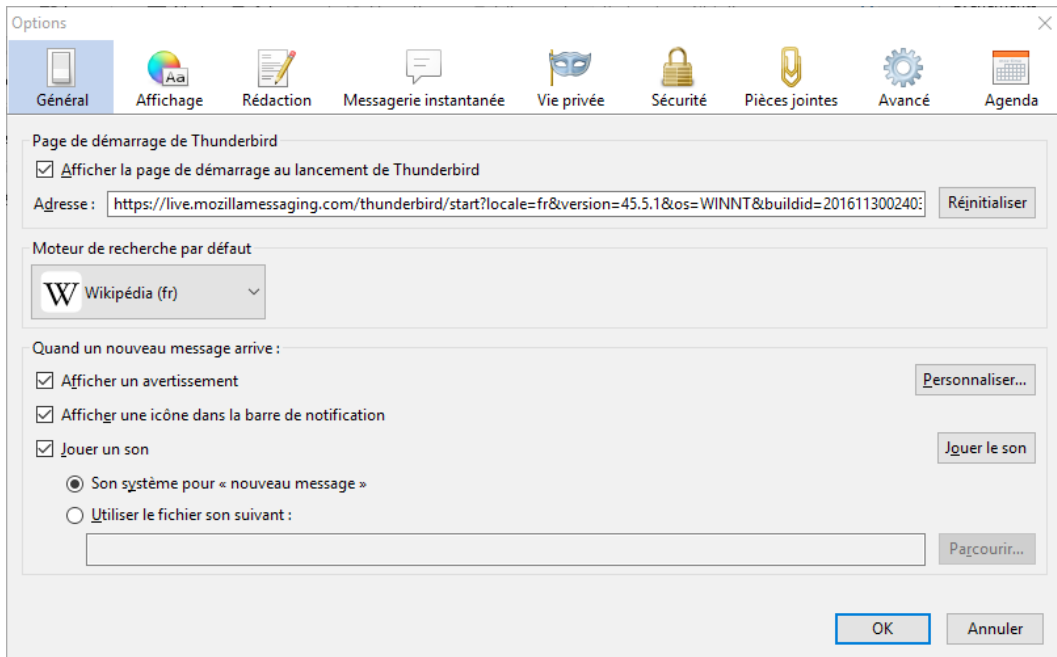 Options
Général Affichage Rédaction Messagerie instantanée Vie privée Sécurité Pièces jointes Avancé Agenda
Page de démarrage de Thunderbird
Afficher la page de démarrage au lancement de Thunderbird
Adresse : https://live.mozillamessaging.com/thunderbird/start?locale=fr&version=45.5.1&os=WINNT&buildid=201611300240 Réinitialiser
Moteur de recherche par défaut
W Wikipédia (fr)
Quand un nouveau message arrive :
Afficher un avertissement Personnaliser...
Afficher une icône dans la barre de notification
Jouer un son Jouer le son
Son système pour « nouveau message »
Utiliser le fichier son suivant :
Parcourir...
OK Annuler